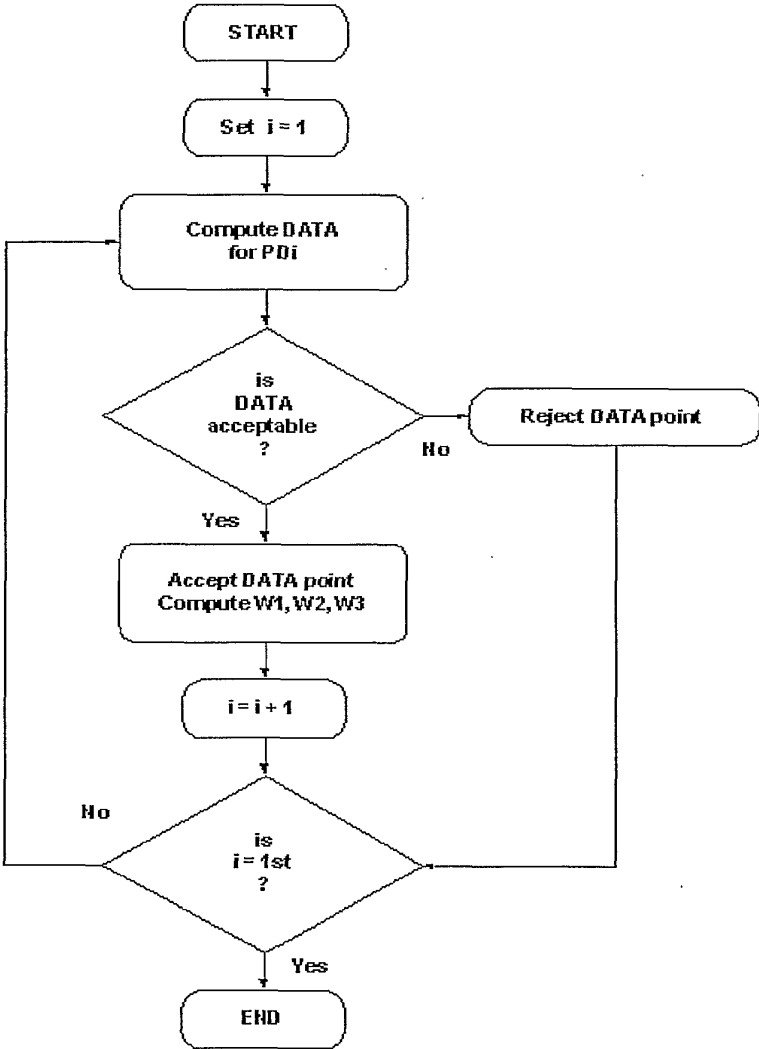 START
Set i = 1
Compute DATA
for PDi
is
DATA
acceptable
?
No
Reject DATA point
Yes
Accept DATA point
Compute W1, W2, W3
i = i + 1
No
is
i = 1st
?
Yes
END